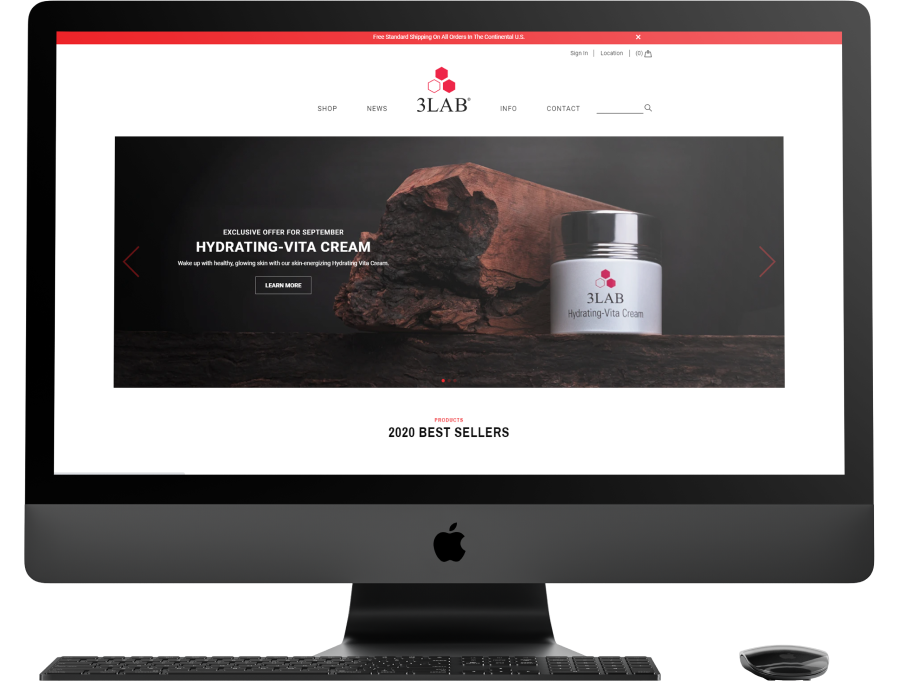 Free Standard Shipping On All Orders In The Continental U.S. ×
Sign In | Location | (0)
3LAB®
SHOP NEWS INFO CONTACT
EXCLUSIVE OFFER FOR SEPTEMBER
HYDRATING-VITA CREAM
Wake up with healthy, glowing skin with our skin-energizing Hydrating Vita Cream.
LEARN MORE
3LAB
Hydrating-Vita Cream
PRODUCTS
2020 BEST SELLERS